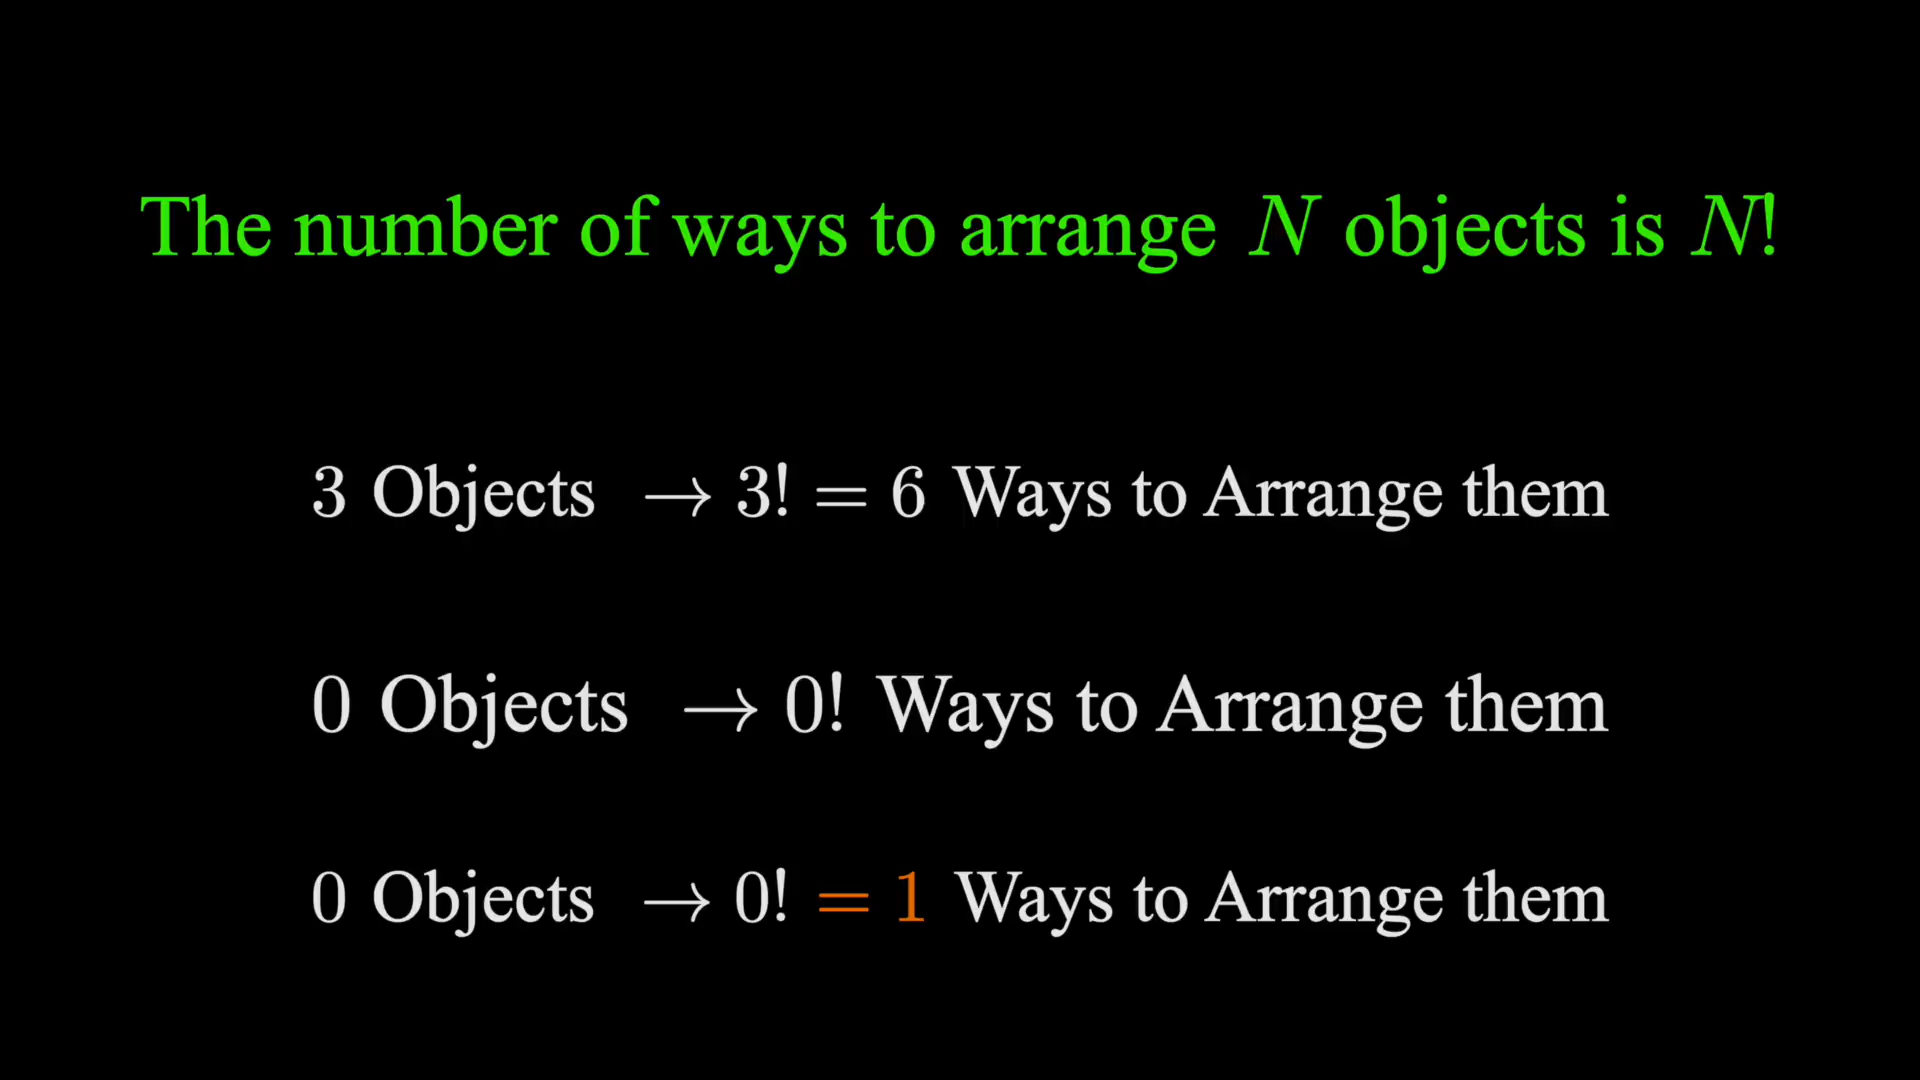 The number of ways to arrange N objects is N!
3 Objects → 3! = 6 Ways to Arrange them
0 Objects → 0! Ways to Arrange them
0 Objects → 0! = 1 Ways to Arrange them